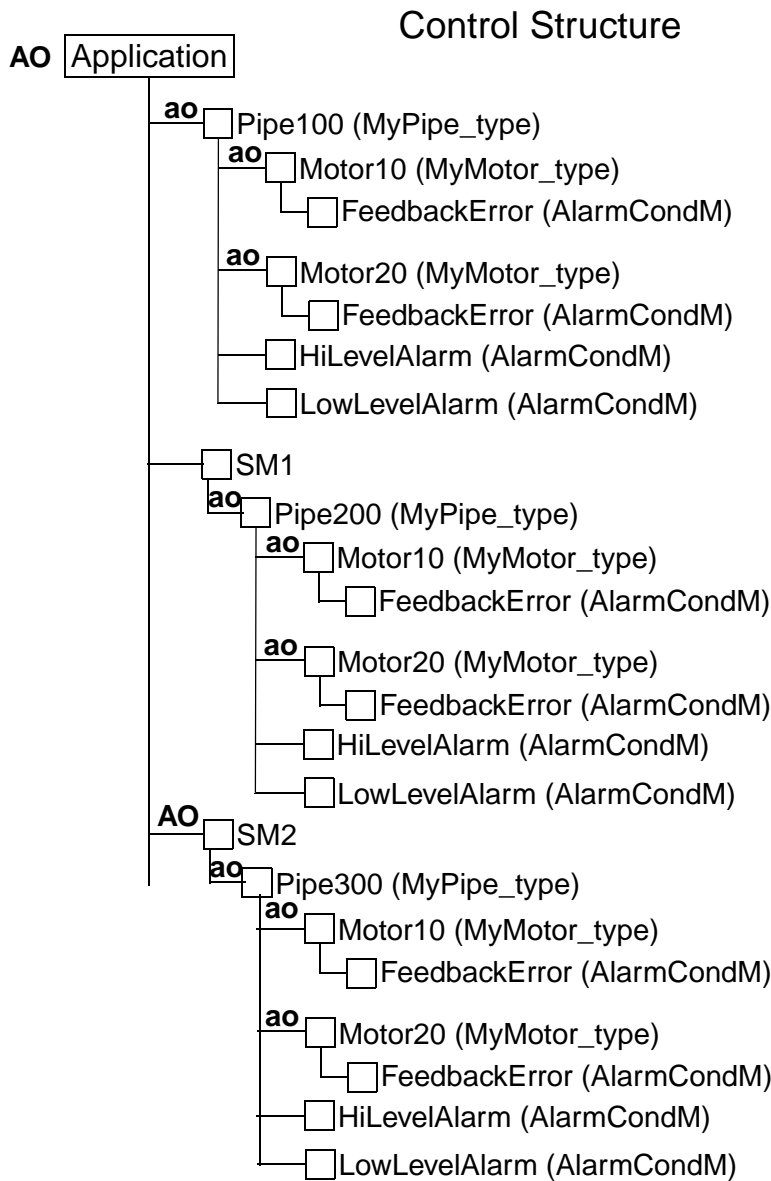 Control Structure
AO Application
ao Pipe100 (MyPipe_type)
ao Motor10 (MyMotor_type)
FeedbackError (AlarmCondM)
ao Motor20 (MyMotor_type)
FeedbackError (AlarmCondM)
HiLevelAlarm (AlarmCondM)
LowLevelAlarm (AlarmCondM)
SM1
ao Pipe200 (MyPipe_type)
ao Motor10 (MyMotor_type)
FeedbackError (AlarmCondM)
ao Motor20 (MyMotor_type)
FeedbackError (AlarmCondM)
HiLevelAlarm (AlarmCondM)
LowLevelAlarm (AlarmCondM)
AO SM2
ao Pipe300 (MyPipe_type)
ao Motor10 (MyMotor_type)
FeedbackError (AlarmCondM)
ao Motor20 (MyMotor_type)
FeedbackError (AlarmCondM)
HiLevelAlarm (AlarmCondM)
LowLevelAlarm (AlarmCondM)